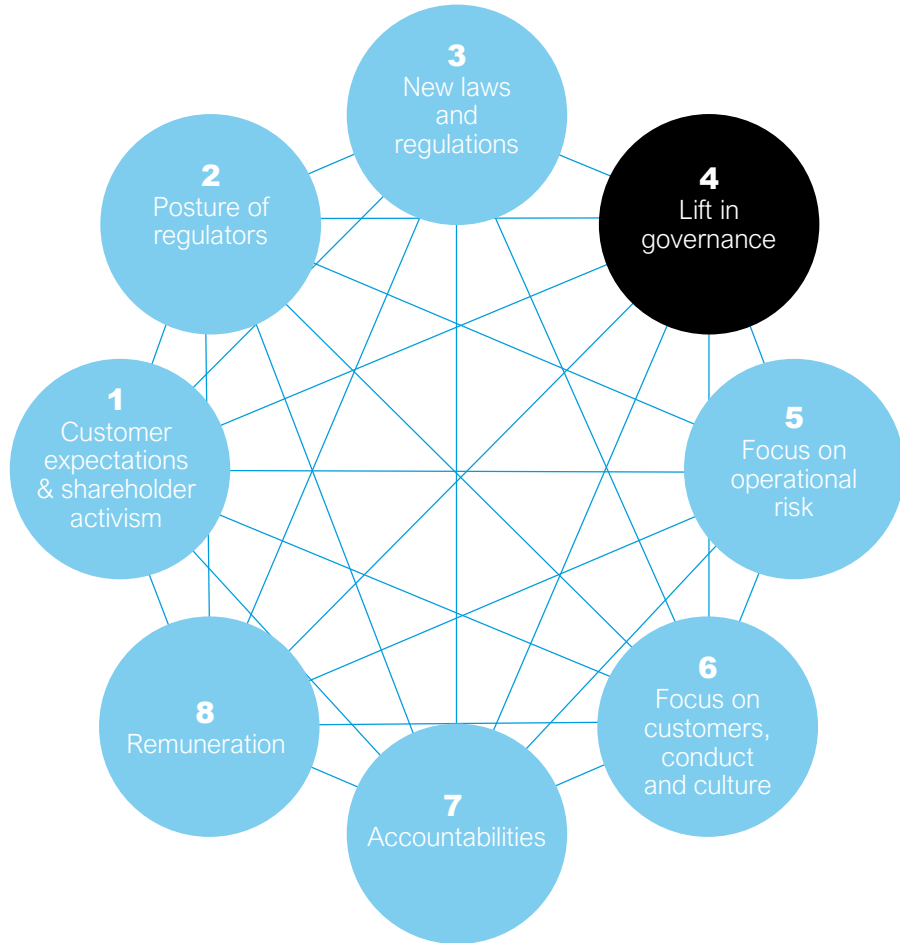 3
New laws
and
regulations
2
Posture of
regulators
4
Lift in
governance
1
Customer
expectations
& shareholder
activism
5
Focus on
operational
risk
8
Remuneration
6
Focus on
customers,
conduct
and culture
7
Accountabilities